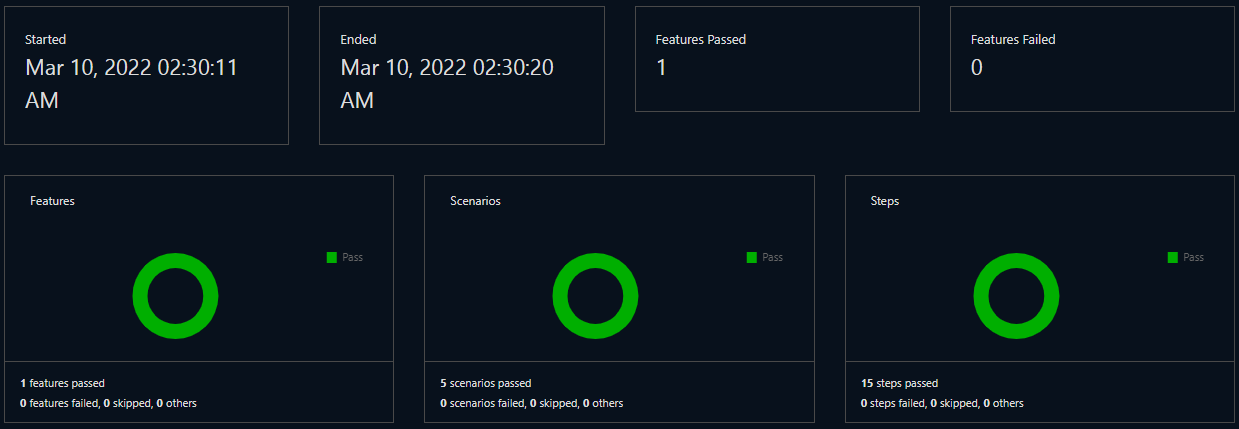 Started
Mar 10, 2022 02:30:11
AM
Ended
Mar 10, 2022 02:30:20
AM
Features Passed
1
Features Failed
0
Features
Pass
1 features passed
0 features failed, 0 skipped, 0 others
Scenarios
Pass
5 scenarios passed
0 scenarios failed, 0 skipped, 0 others
Steps
Pass
15 steps passed
0 steps failed, 0 skipped, 0 others